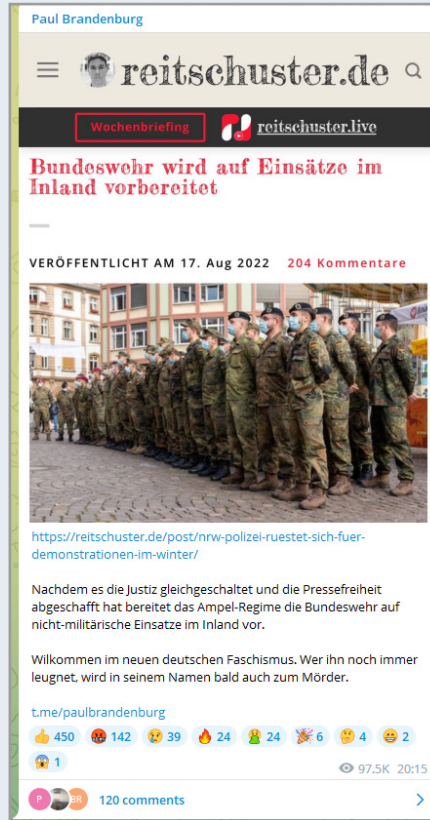 Paul Brandenburg
reitschuster.de
Wochenbriefing reitschuster.live
Bundeswehr wird auf Einsätze im
Inland vorbereitet
VERÖFFENTLICHT AM 17. Aug 2022 204 Kommentare
https://reitschuster.de/post/nrw-polizei-ruestet-sich-fuer-
demonstrationen-im-winter/
Nachdem es die Justiz gleichgeschaltet und die Pressefreiheit
abgeschafft hat bereitet das Ampel-Regime die Bundeswehr auf
nicht-militärische Einsatze im Inland vor.
Wilkommen im neuen deutschen Faschismus. Wer ihn noch immer
leugnet, wird in seinem Namen bald auch zum Mörder.
t.me/paulbrandenburg
450 142 39 24 24 6 4 2
1 97.5K 20:15
P BR 120 comments